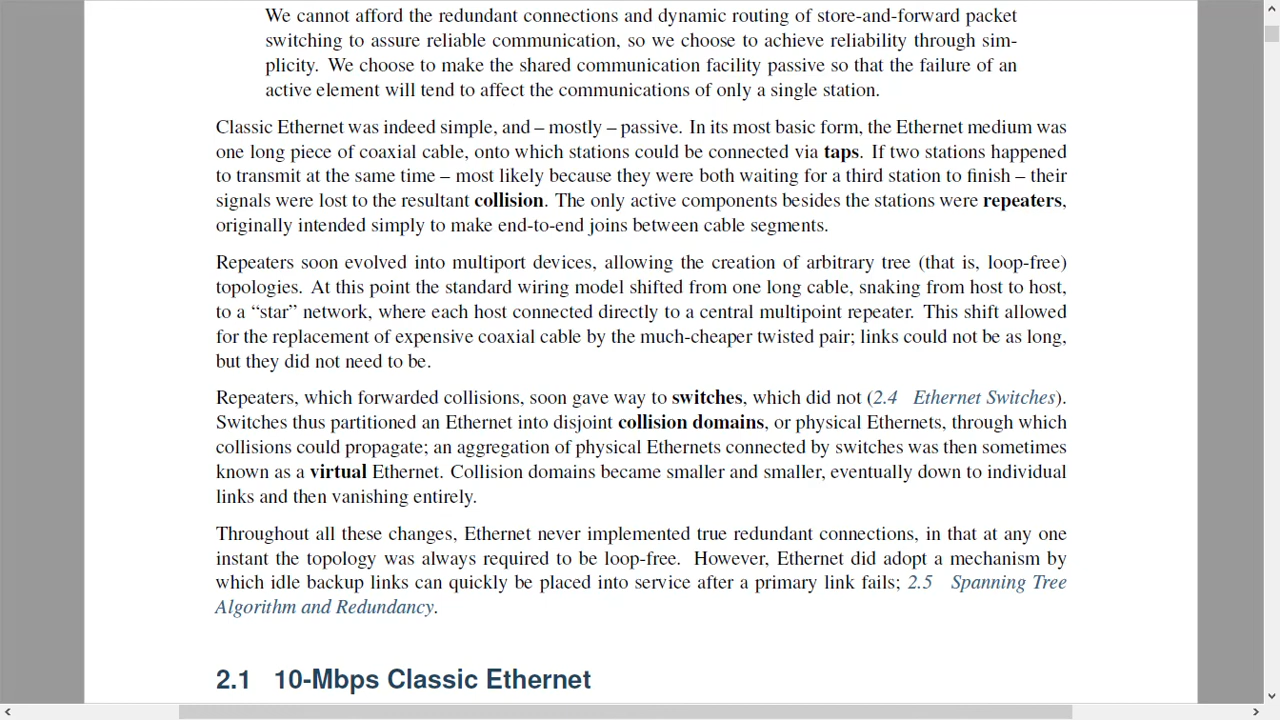 We cannot afford the redundant connections and dynamic routing of store-and-forward packet
switching to assure reliable communication, so we choose to achieve reliability through sim-
plicity. We choose to make the shared communication facility passive so that the failure of an
active element will tend to affect the communications of only a single station.
Classic Ethernet was indeed simple, and – mostly – passive. In its most basic form, the Ethernet medium was
one long piece of coaxial cable, onto which stations could be connected via taps. If two stations happened
to transmit at the same time – most likely because they were both waiting for a third station to finish – their
signals were lost to the resultant collision. The only active components besides the stations were repeaters,
originally intended simply to make end-to-end joins between cable segments.
Repeaters soon evolved into multiport devices, allowing the creation of arbitrary tree (that is, loop-free)
topologies. At this point the standard wiring model shifted from one long cable, snaking from host to host,
to a “star” network, where each host connected directly to a central multipoint repeater. This shift allowed
for the replacement of expensive coaxial cable by the much-cheaper twisted pair; links could not be as long,
but they did not need to be.
Repeaters, which forwarded collisions, soon gave way to switches, which did not (2.4 Ethernet Switches).
Switches thus partitioned an Ethernet into disjoint collision domains, or physical Ethernets, through which
collisions could propagate; an aggregation of physical Ethernets connected by switches was then sometimes
known as a virtual Ethernet. Collision domains became smaller and smaller, eventually down to individual
links and then vanishing entirely.
Throughout all these changes, Ethernet never implemented true redundant connections, in that at any one
instant the topology was always required to be loop-free. However, Ethernet did adopt a mechanism by
which idle backup links can quickly be placed into service after a primary link fails; 2.5 Spanning Tree
Algorithm and Redundancy.
2.1 10-Mbps Classic Ethernet